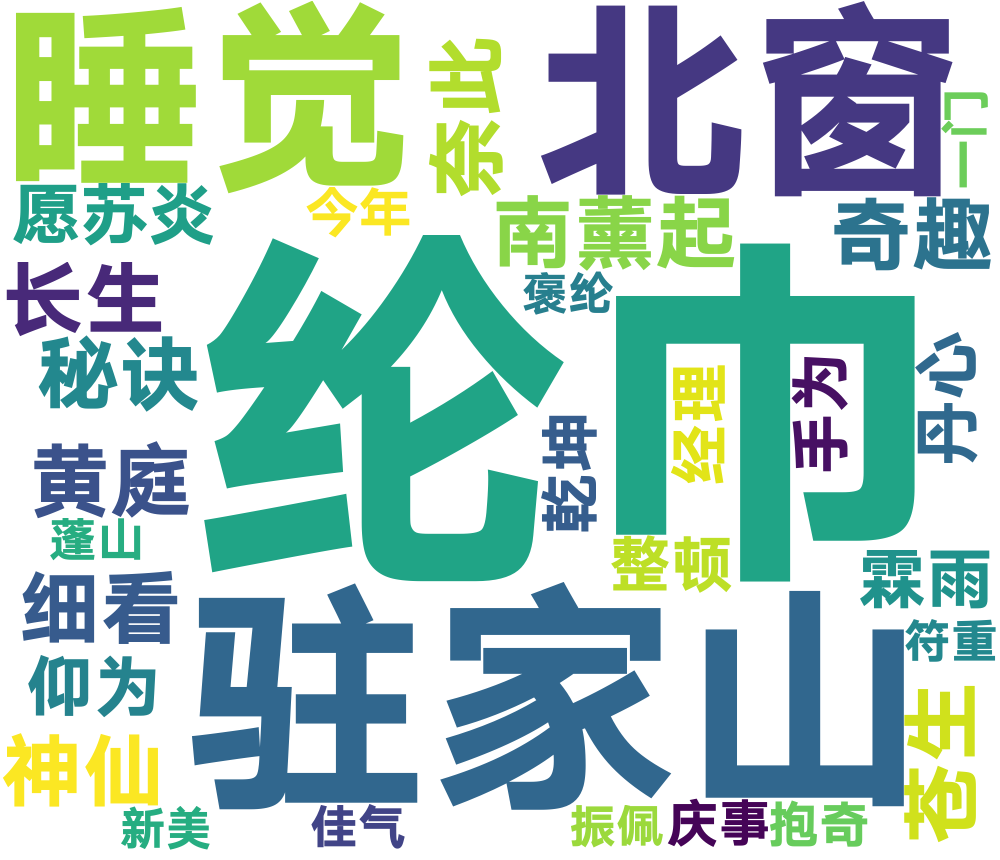 睡觉
奈此
北窗
一门
愿苏炎
今年
南薰起
奇趣
长生
褒纶
纶巾
秘诀
经理
手为
丹心
黄庭
乾坤
蓬山
整顿
霖雨
细看
驻家山
符重
仰为
苍生
神仙
新美
佳气
振佩
庆事
抱奇